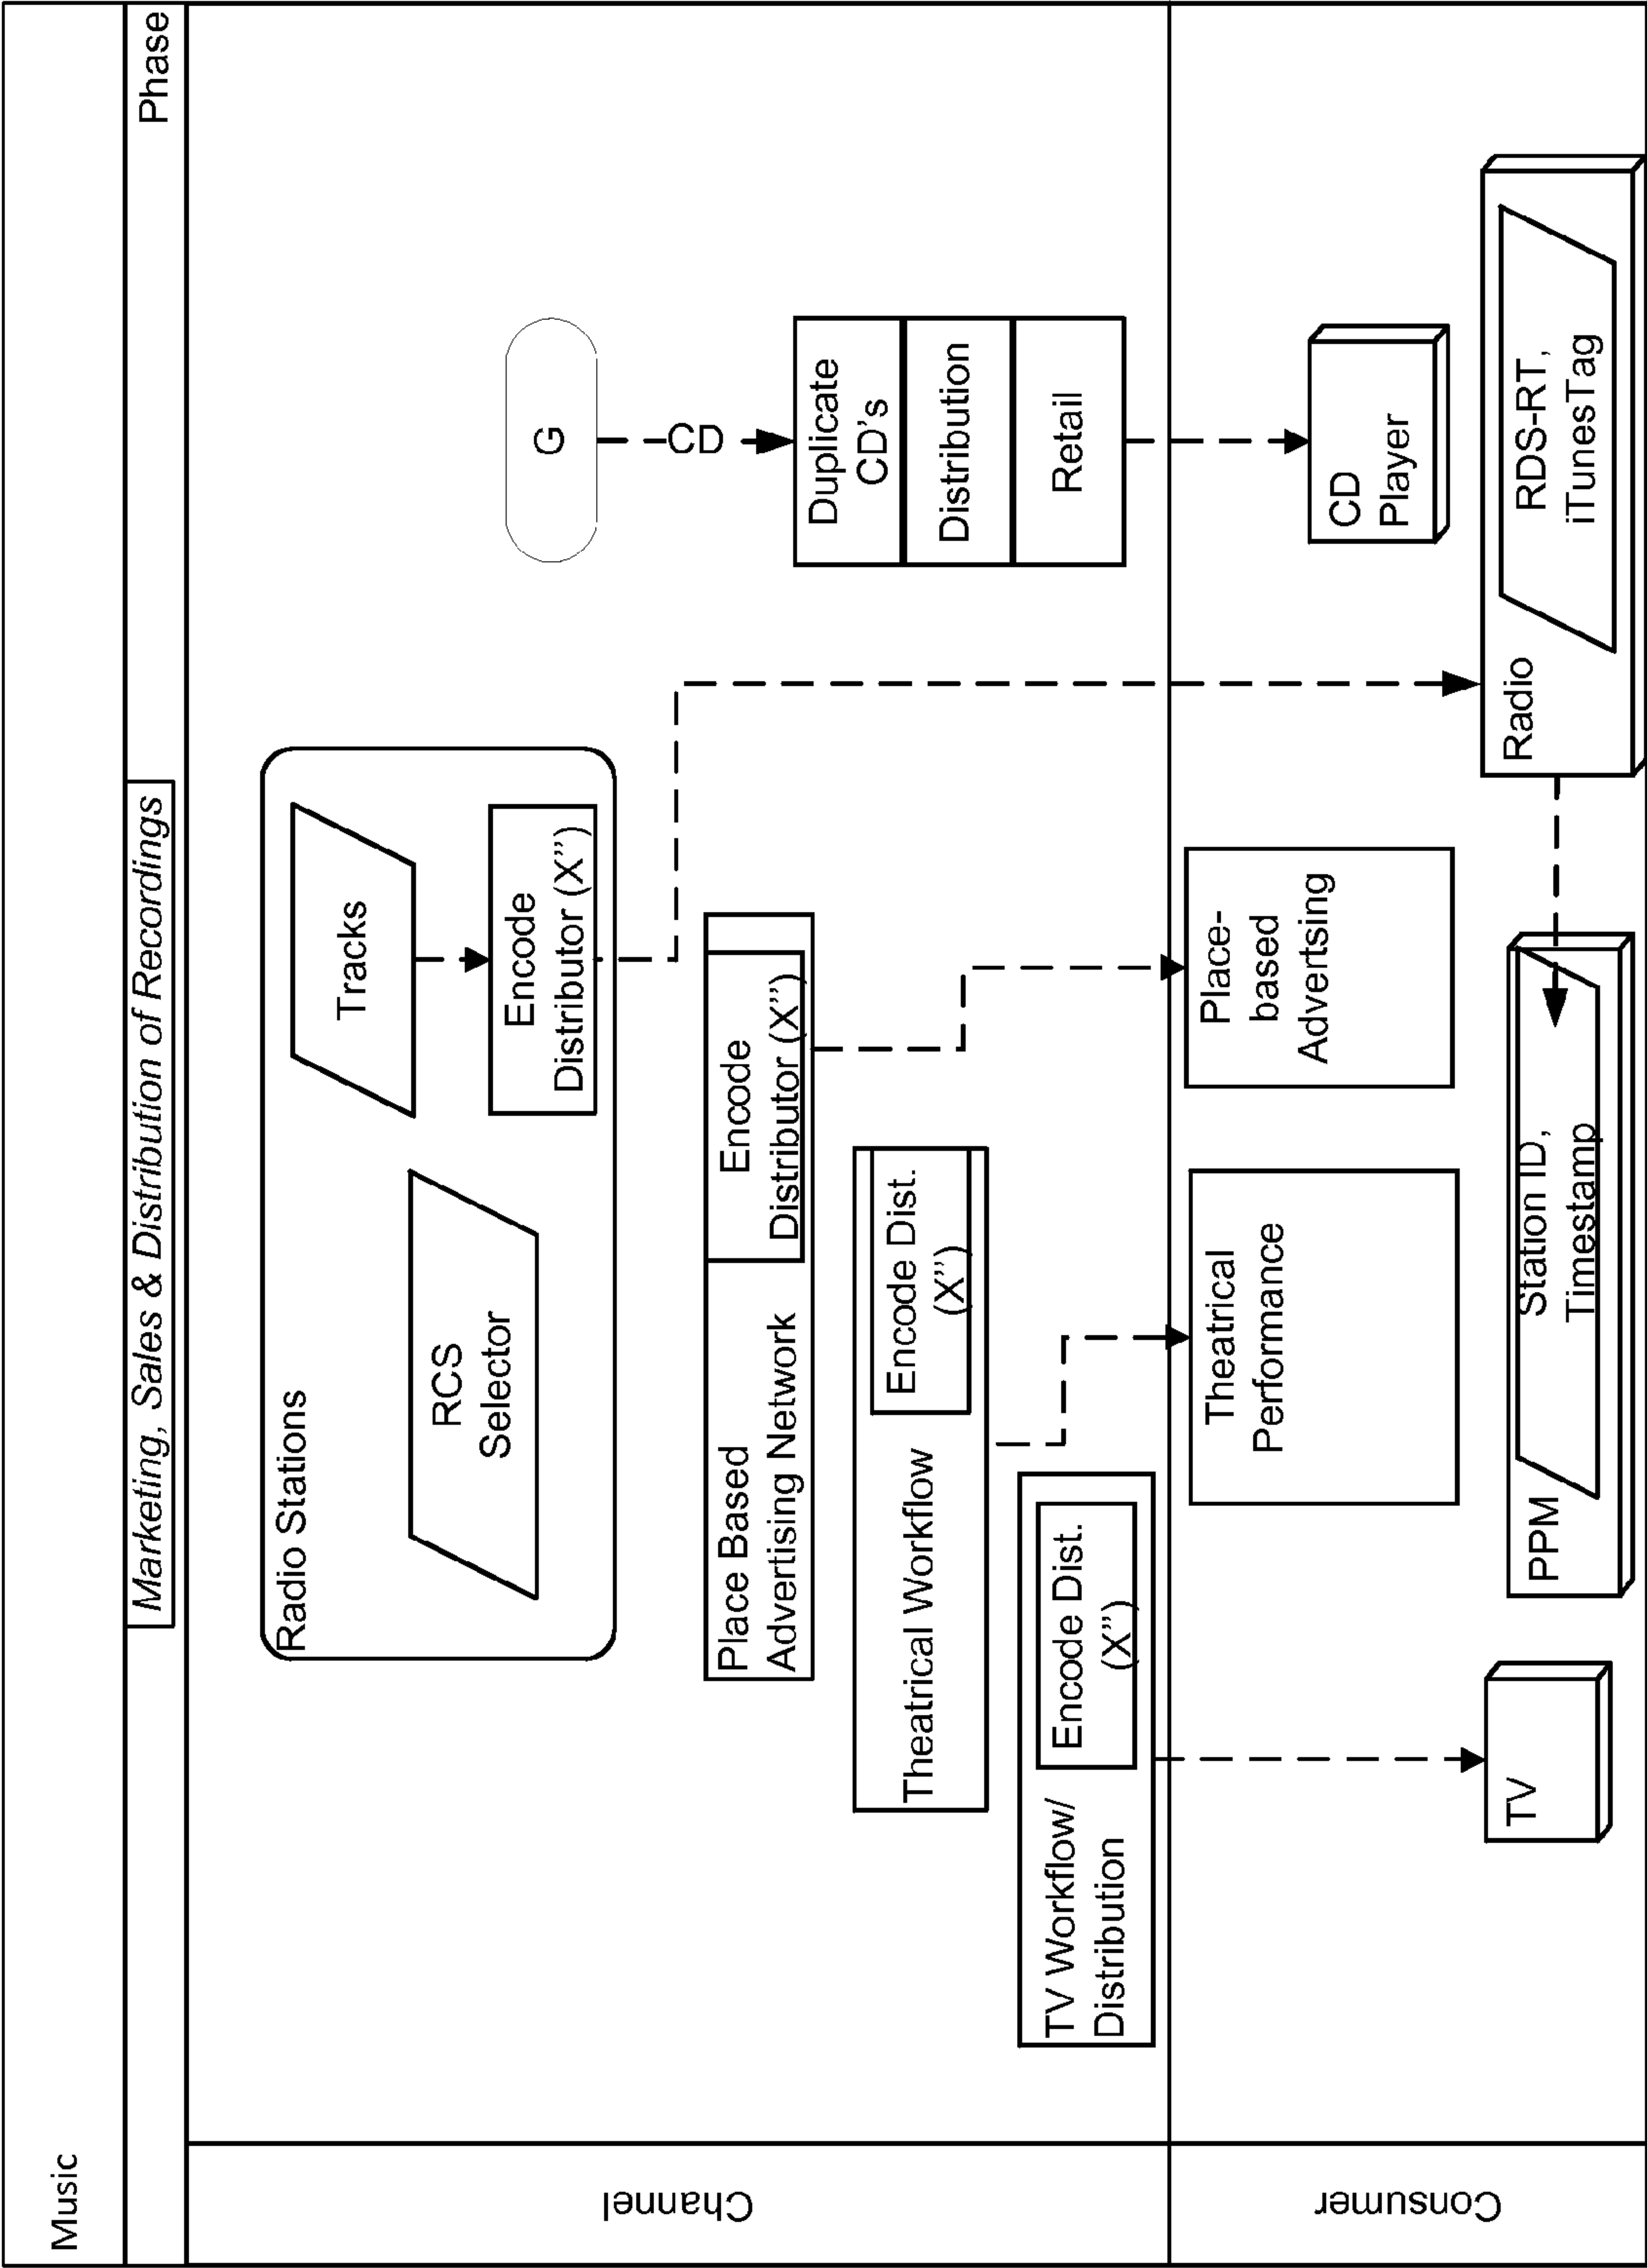 Music
Marketing, Sales & Distribution of Recordings
Phase
Channel
Radio Stations
RCS
Selector
Tracks
Encode
Distributor (X”)
G
CD
Place Based
Advertising Network
Encode
Distributor (X”)
Duplicate
CD’s
Distribution
Retail
Theatrical Workflow
Encode Dist.
(X”)
TV Workflow/
Distribution
Encode Dist.
(X”)
Consumer
Theatrical
Performance
Place-
based
Advertsing
CD
Player
TV
PPM
Station ID,
Timestamp
Radio
RDS-RT,
iTunesTag